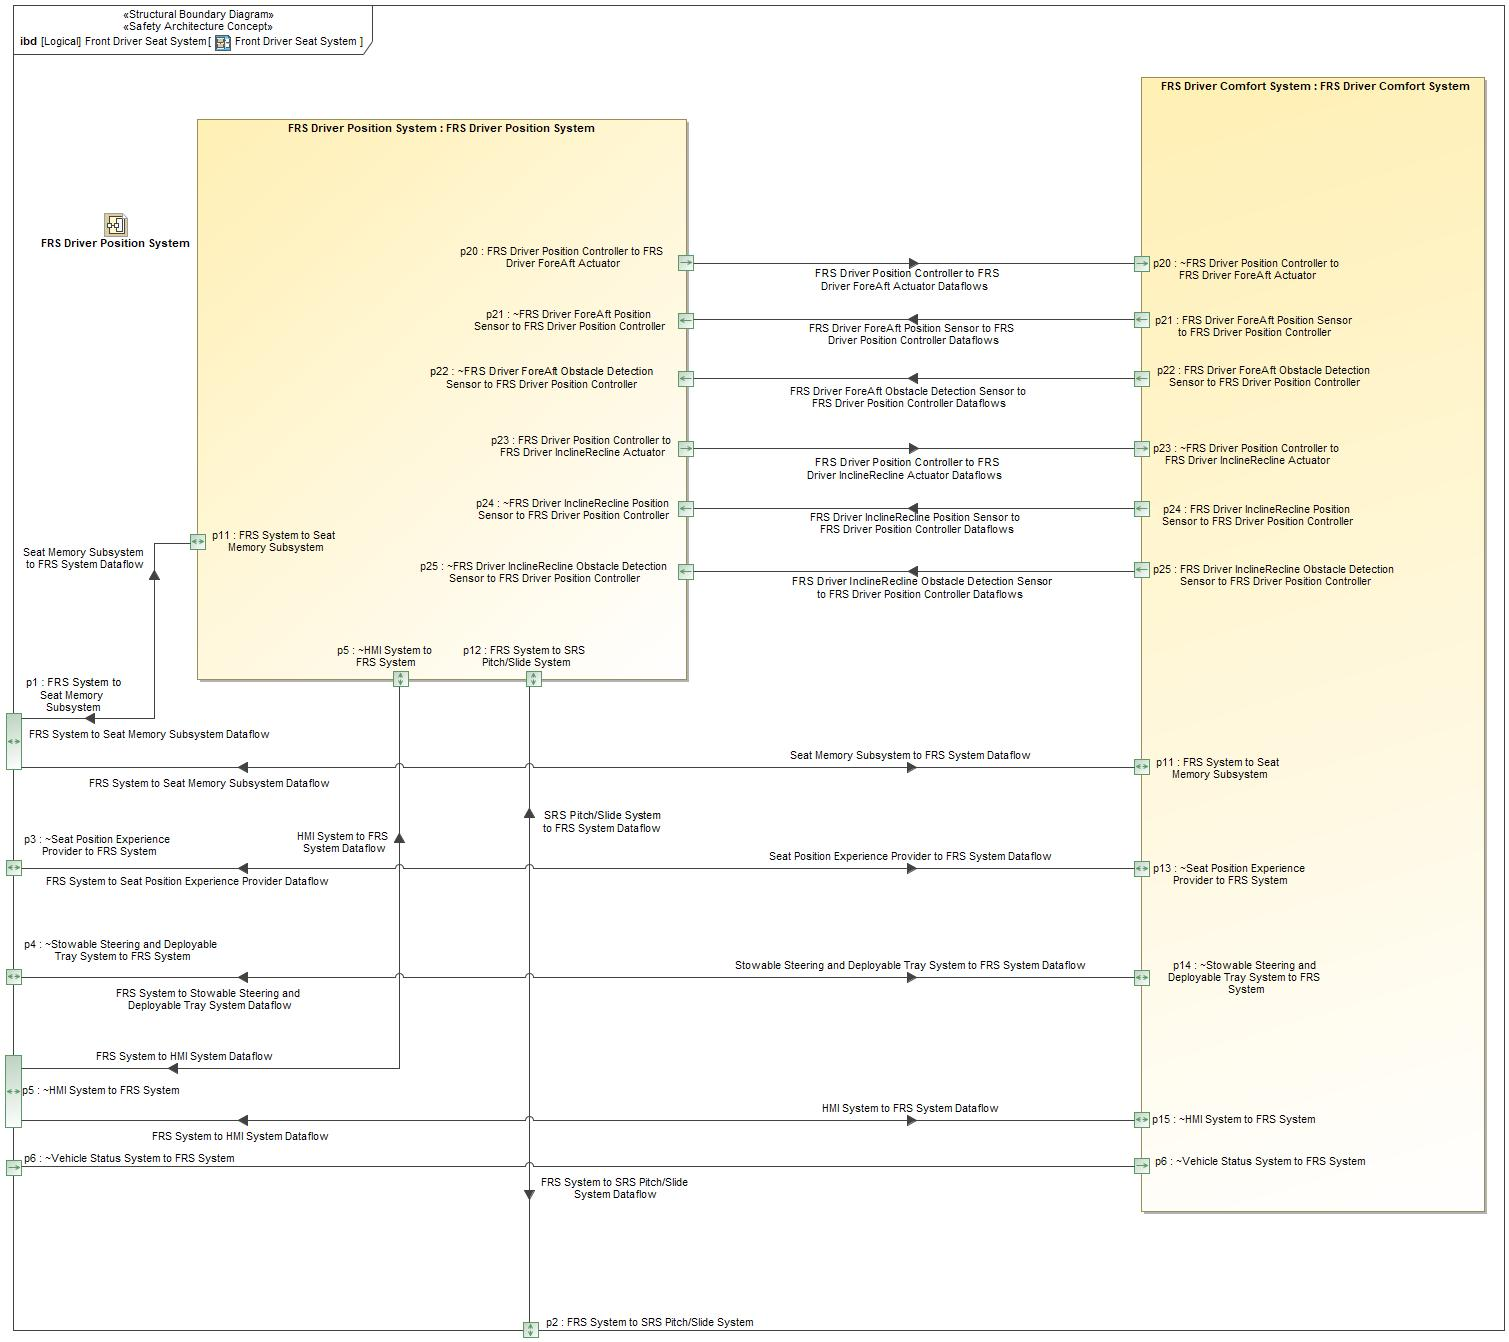 «Structural Boundary Diagram»
«Safety Architecture Concept»
ibd [Logical] Front Driver Seat System [ Front Driver Seat System ]
FRS Driver Comfort System : FRS Driver Comfort System
FRS Driver Position System : FRS Driver Position System
FRS Driver Position System
p20 : FRS Driver Position Controller to FRS
Driver ForeAft Actuator
FRS Driver Position Controller to FRS
Driver ForeAft Actuator Dataflows
p20 : ~FRS Driver Position Controller to
FRS Driver ForeAft Actuator
p21 : ~FRS Driver ForeAft Position
Sensor to FRS Driver Position Controller
FRS Driver ForeAft Position Sensor to FRS
Driver Position Controller Dataflows
p21 : FRS Driver ForeAft Position Sensor
to FRS Driver Position Controller
p22 : ~FRS Driver ForeAft Obstacle Detection
Sensor to FRS Driver Position Controller
FRS Driver ForeAft Obstacle Detection Sensor to
FRS Driver Position Controller Dataflows
p22 : FRS Driver ForeAft Obstacle Detection
Sensor to FRS Driver Position Controller
p23 : FRS Driver Position Controller to
FRS Driver InclineRecline Actuator
FRS Driver Position Controller to FRS
Driver InclineRecline Actuator Dataflows
p23 : ~FRS Driver Position Controller to
FRS Driver InclineRecline Actuator
p24 : ~FRS Driver InclineRecline Position
Sensor to FRS Driver Position Controller
FRS Driver InclineRecline Position Sensor to
FRS Driver Position Controller Dataflows
p24 : FRS Driver InclineRecline Position
Sensor to FRS Driver Position Controller
p11 : FRS System to Seat
Memory Subsystem
Seat Memory Subsystem
to FRS System Dataflow
p25 : ~FRS Driver InclineRecline Obstacle Detection
Sensor to FRS Driver Position Controller
FRS Driver InclineRecline Obstacle Detection Sensor
to FRS Driver Position Controller Dataflows
p25 : FRS Driver InclineRecline Obstacle Detection
Sensor to FRS Driver Position Controller
p5 : ~HMI System to
FRS System
p12 : FRS System to SRS
Pitch/Slide System
p1 : FRS System to
Seat Memory
Subsystem
FRS System to Seat Memory Subsystem Dataflow
Seat Memory Subsystem to FRS System Dataflow
p11 : FRS System to Seat
Memory Subsystem
FRS System to Seat Memory Subsystem Dataflow
SRS Pitch/Slide System
to FRS System Dataflow
HMI System to FRS
System Dataflow
p3 : ~Seat Position Experience
Provider to FRS System
Seat Position Experience Provider to FRS System Dataflow
p13 : ~Seat Position Experience
Provider to FRS System
FRS System to Seat Position Experience Provider Dataflow
p4 : ~Stowable Steering and Deployable
Tray System to FRS System
Stowable Steering and Deployable Tray System to FRS System Dataflow
p14 : ~Stowable Steering and
Deployable Tray System to FRS
System
FRS System to Stowable Steering and
Deployable Tray System Dataflow
FRS System to HMI System Dataflow
p5 : ~HMI System to FRS System
HMI System to FRS System Dataflow
p15 : ~HMI System to FRS System
FRS System to HMI System Dataflow
p6 : ~Vehicle Status System to FRS System
p6 : ~Vehicle Status System to FRS System
FRS System to SRS Pitch/Slide
System Dataflow
p2 : FRS System to SRS Pitch/Slide System